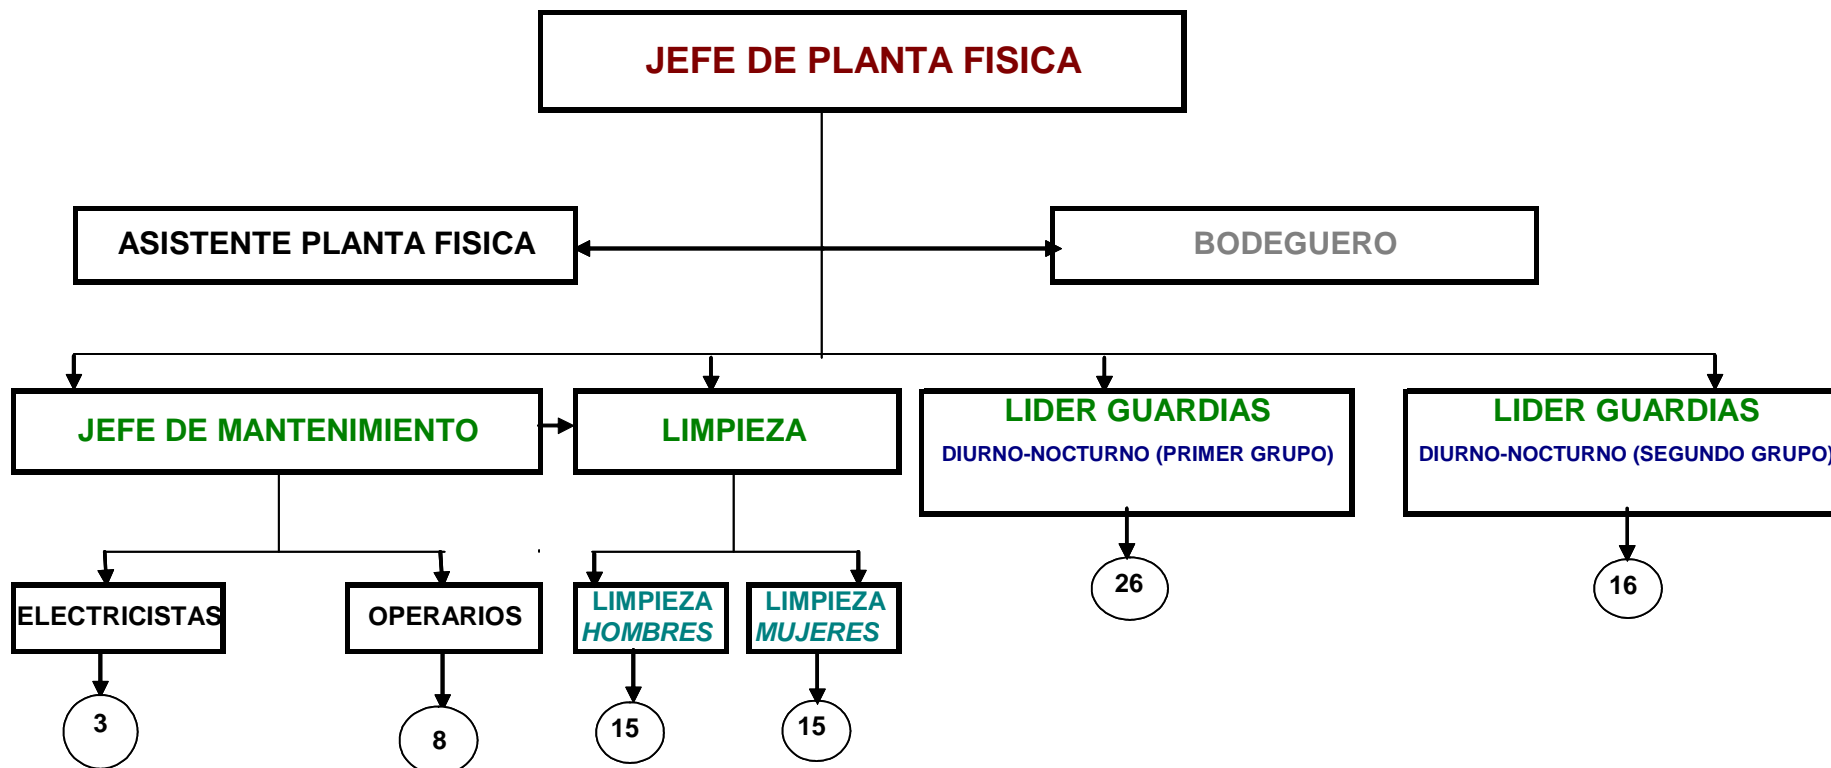 JEFE DE PLANTA FISICA
ASISTENTE PLANTA FISICA
BODEGUERO
JEFE DE MANTENIMIENTO
LIMPIEZA
LIDER GUARDIAS
DIURNO-NOCTURNO (PRIMER GRUPO)
LIDER GUARDIAS
DIURNO-NOCTURNO (SEGUNDO GRUPO)
ELECTRICISTAS
OPERARIOS
LIMPIEZA
HOMBRES
LIMPIEZA
MUJERES
26
16
3
8
15
15